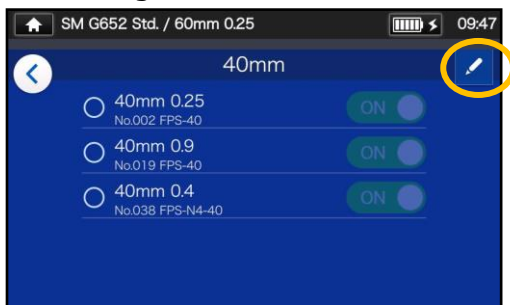 SM G652 Std. / 60mm 0.25 09:47
40mm
40mm 0.25 ON
No.002 FPS-40
40mm 0.9 ON
No.019 FPS-40
40mm 0.4 ON
No.038 FPS-N4-40